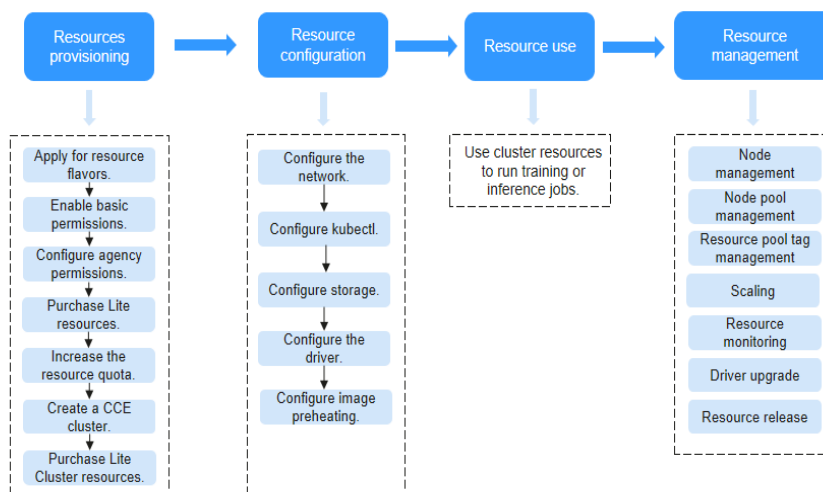 Resources
provisioning
Resource
configuration
Resource use
Resource
management
Apply for resource
flavors.
Enable basic
permissions.
Configure agency
permissions.
Purchase Lite
resources.
Increase the
resource quota.
Create a CCE
cluster.
Purchase Lite
Cluster resources.
Configure the
network.
Configure kubectl.
Configure storage.
Configure the
driver.
Configure image
preheating.
Use cluster resources
to run training or
inference jobs.
Node
management
Node pool
management
Resource pool tag
management
Scaling
Resource
monitoring
Driver upgrade
Resource release